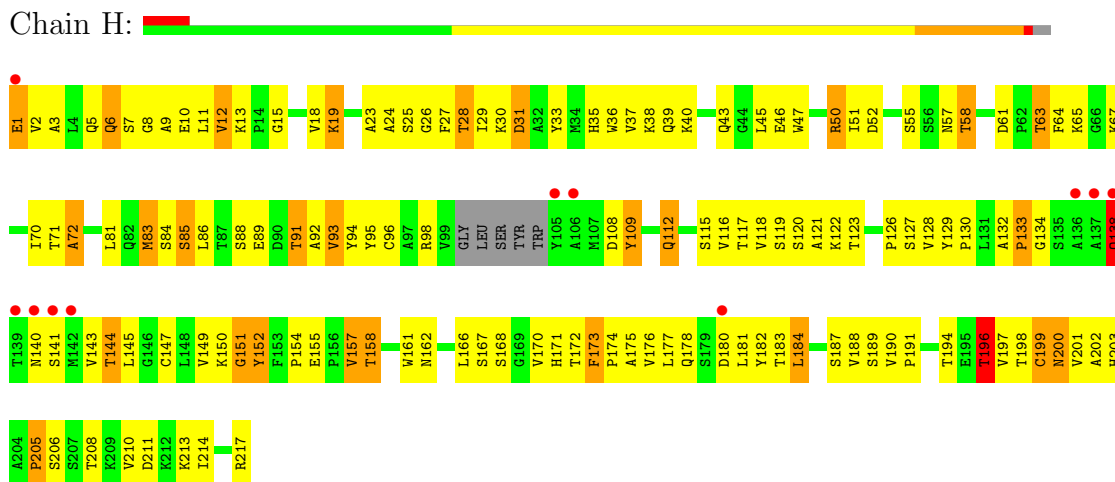 Chain H:
E1 V2 A3 L4 Q5 Q6 S7 G8 A9 E10 L11 V12 K13 P14 G15 V18 K19 A23 A24 S25 G26 F27 T28 I29 K30 D31 A32 Y33 M34 H35 W36 V37 K38 Q39 K40 Q43 G44 L45 E46 W47 R50 I51 D52 S55 S56 N57 T58 D61 P62 T63 F64 K65 G66 K67
I70 T71 A72 L81 Q82 M83 S84 S85 L86 T87 S88 E89 D90 T91 A92 V93 Y94 Y95 C96 A97 R98 V99 GLY LEU SER TYR TRP Y105 A106 M107 D108 Y109 Q112 S115 V116 T117 V118 S119 S120 A121 K122 T123 P126 S127 V128 Y129 P130 L131 A132 P133 G134 S135 A136 A137 Q138
T139 N140 S141 M142 V143 T144 L145 G146 C147 L148 V149 K150 G151 Y152 F153 P154 E155 P156 V157 T158 W161 N162 L166 S167 S168 G169 V170 H171 T172 F173 P174 A175 V176 L177 Q178 S179 D180 L181 Y182 T183 L184 S187 V188 S189 V190 P191 T194 E195 T196 V197 T198 C199 N200 V201 A202 H203
A204 P205 S206 S207 T208 K209 V210 D211 K212 K213 I214 R217